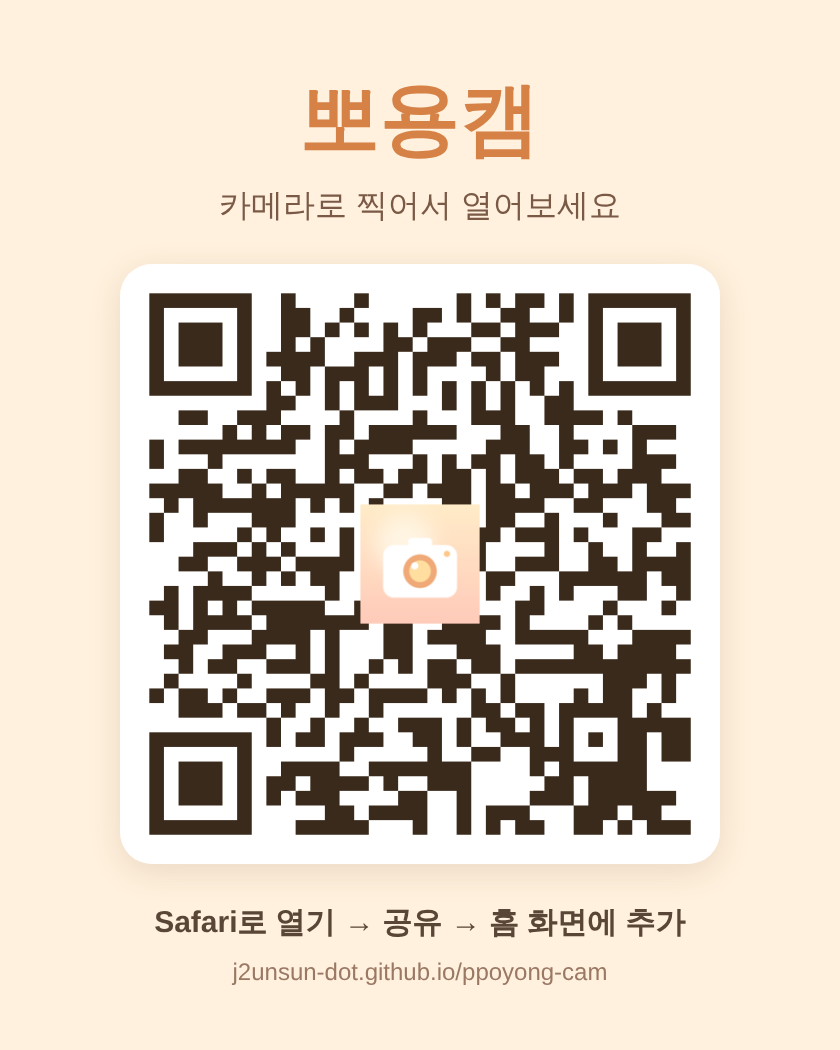 뽀용캠
카메라로 찍어서 열어보세요
Safari로 열기 → 공유 → 홈 화면에 추가
j2unsun-dot.github.io/ppoyong-cam